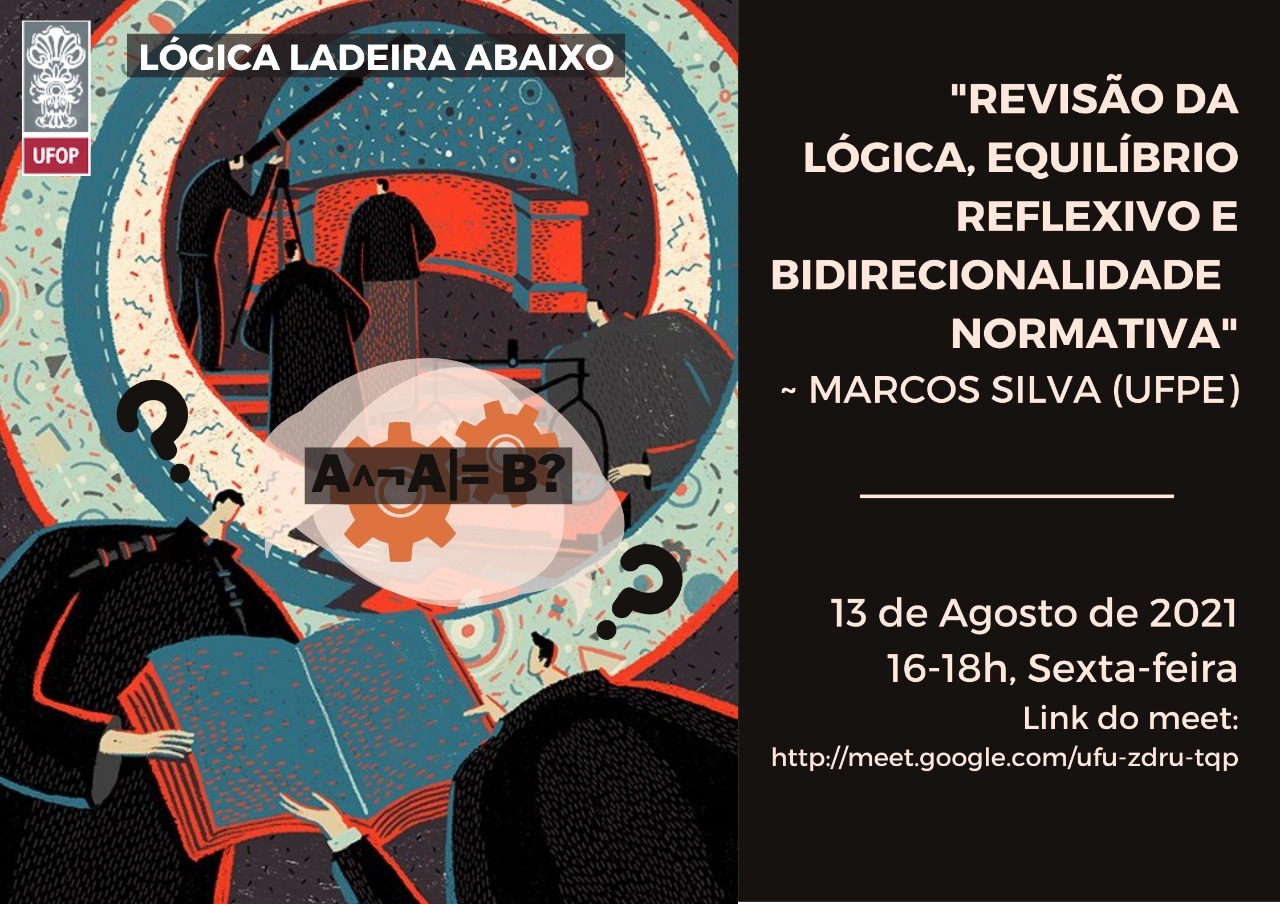 LÓGICA LADEIRA ABAIXO
UFOP
A∧¬A|= B?
?
?
"REVISÃO DA
LÓGICA, EQUILÍBRIO
REFLEXIVO E
BIDIRECIONALIDADE
NORMATIVA"
~ MARCOS SILVA (UFPE)
13 de Agosto de 2021
16-18h, Sexta-feira
Link do meet:
http://meet.google.com/ufu-zdru-tqp